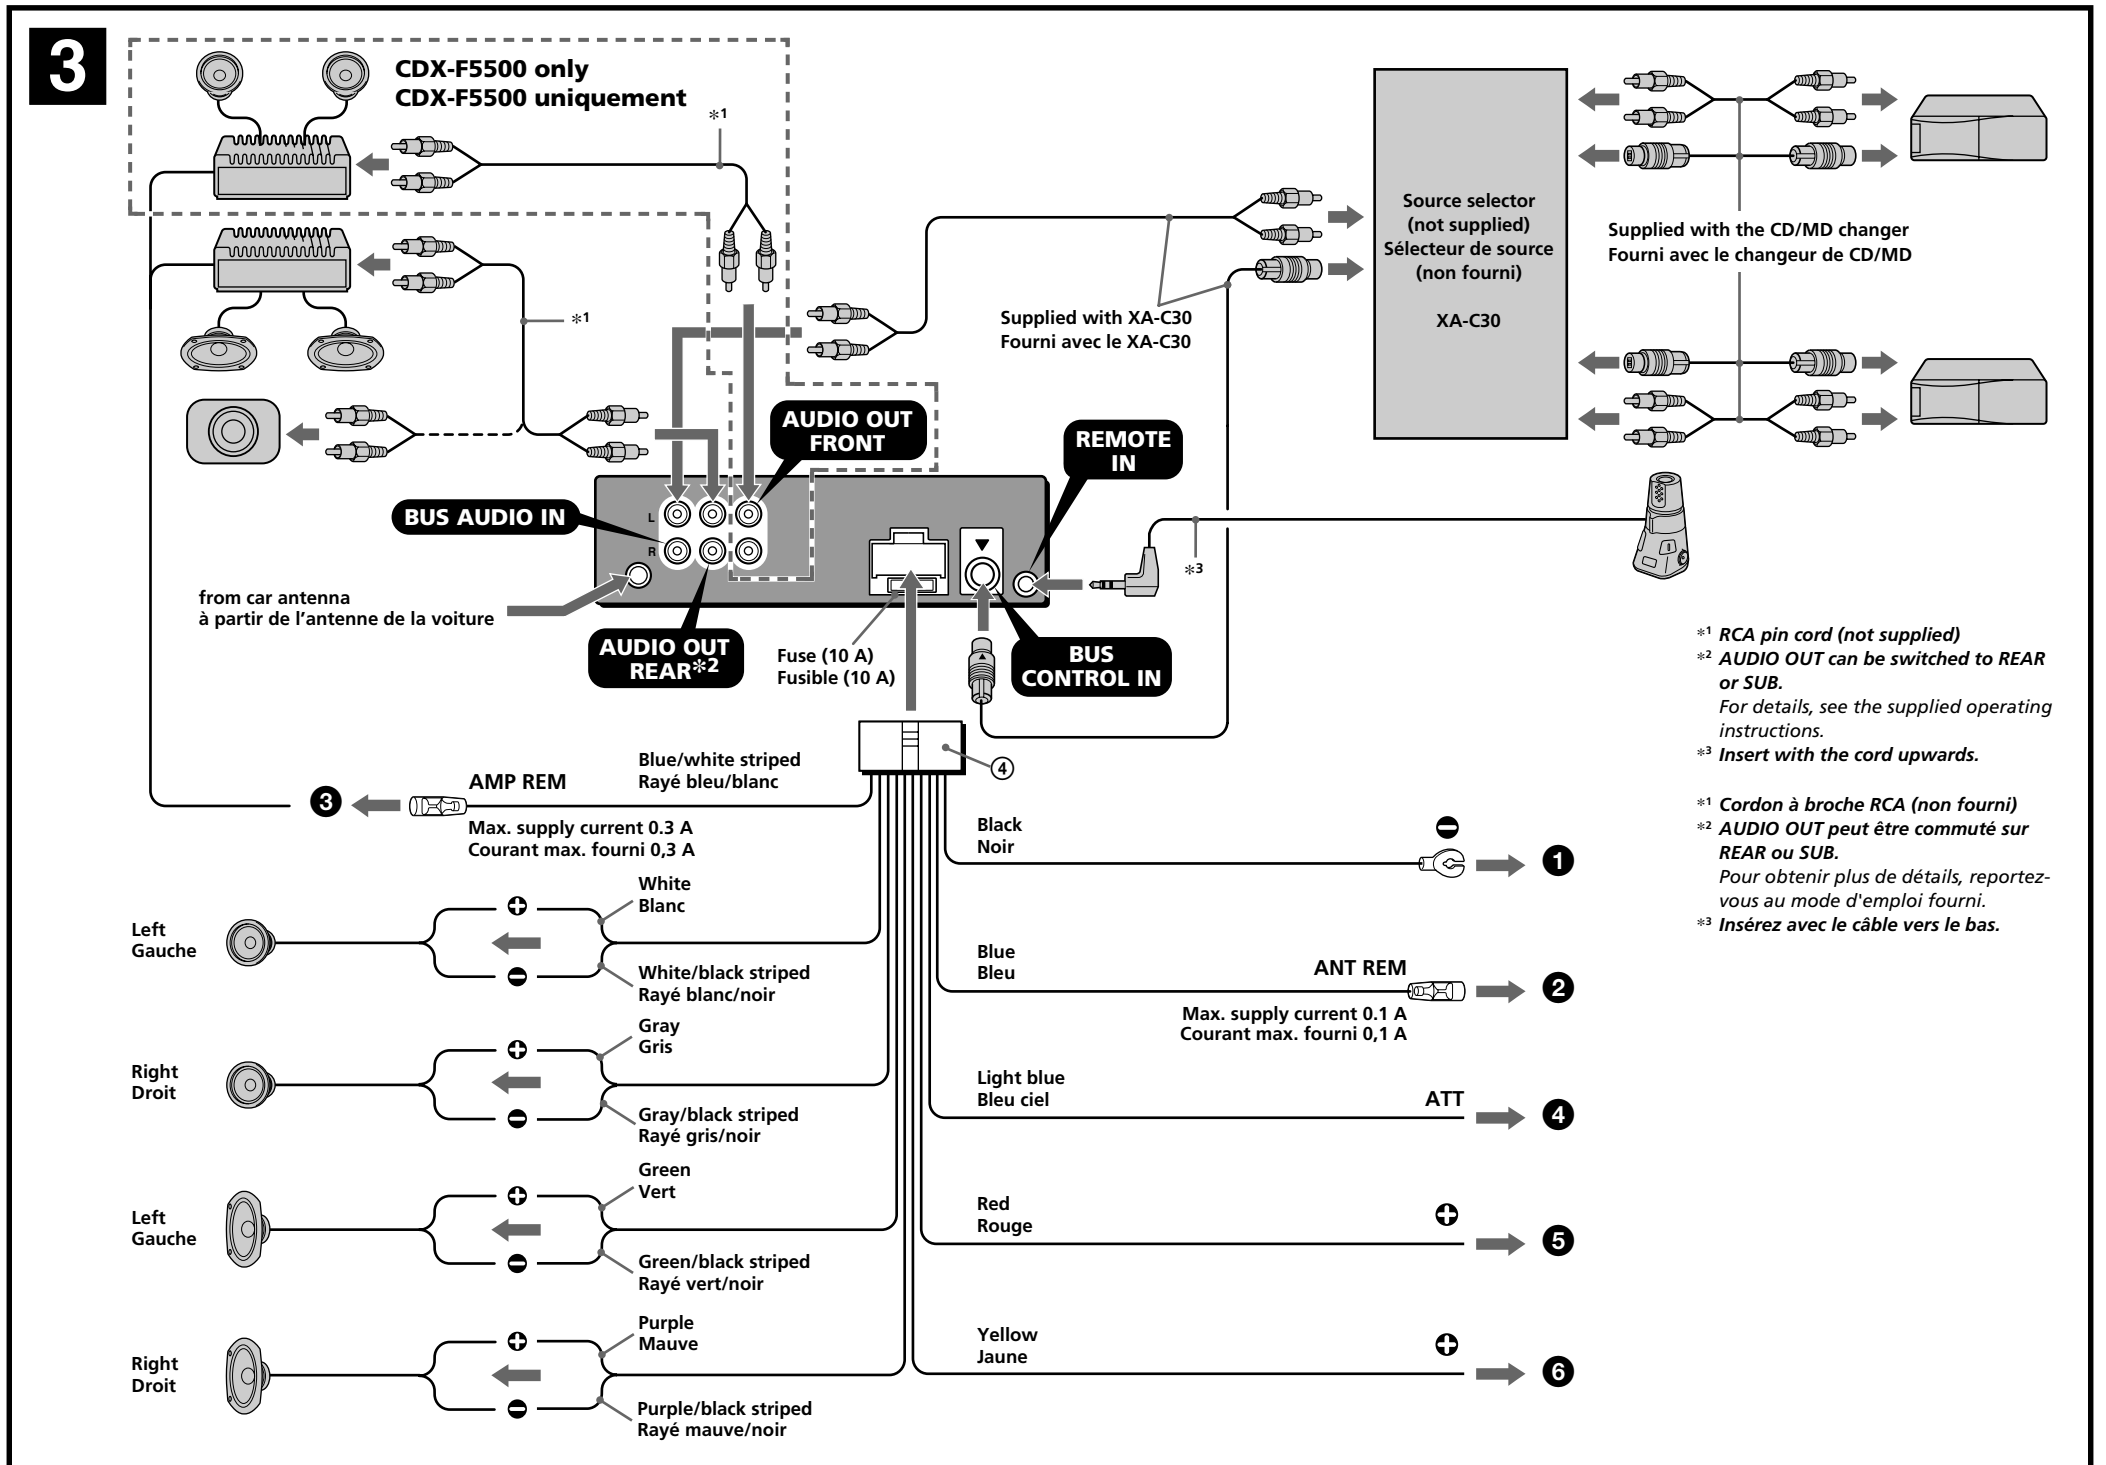 3
CDX-F5500 only
CDX-F5500 uniquement
*1
*1
Supplied with XA-C30
Fourni avec le XA-C30
Source selector
(not supplied)
Sélecteur de source
(non fourni)
XA-C30
Supplied with the CD/MD changer
Fourni avec le changeur de CD/MD
AUDIO OUT
FRONT
REMOTE
IN
BUS AUDIO IN
L
R
*3
from car antenna
à partir de l'antenne de la voiture
AUDIO OUT
REAR*2
Fuse (10 A)
Fusible (10 A)
BUS
CONTROL IN
*1 RCA pin cord (not supplied)
*2 AUDIO OUT can be switched to REAR
or SUB.
For details, see the supplied operating
instructions.
*3 Insert with the cord upwards.
*1 Cordon à broche RCA (non fourni)
*2 AUDIO OUT peut être commuté sur
REAR ou SUB.
Pour obtenir plus de détails, reportez-
vous au mode d'emploi fourni.
*3 Insérez avec le câble vers le bas.
4
3
AMP REM
Blue/white striped
Rayé bleu/blanc
Max. supply current 0.3 A
Courant max. fourni 0,3 A
Left
Gauche
White
Blanc
White/black striped
Rayé blanc/noir
Right
Droit
Gray
Gris
Gray/black striped
Rayé gris/noir
Left
Gauche
Green
Vert
Green/black striped
Rayé vert/noir
Right
Droit
Purple
Mauve
Purple/black striped
Rayé mauve/noir
Black
Noir
1
Blue
Bleu
ANT REM
2
Max. supply current 0.1 A
Courant max. fourni 0,1 A
Light blue
Bleu ciel
ATT
4
Red
Rouge
5
Yellow
Jaune
6